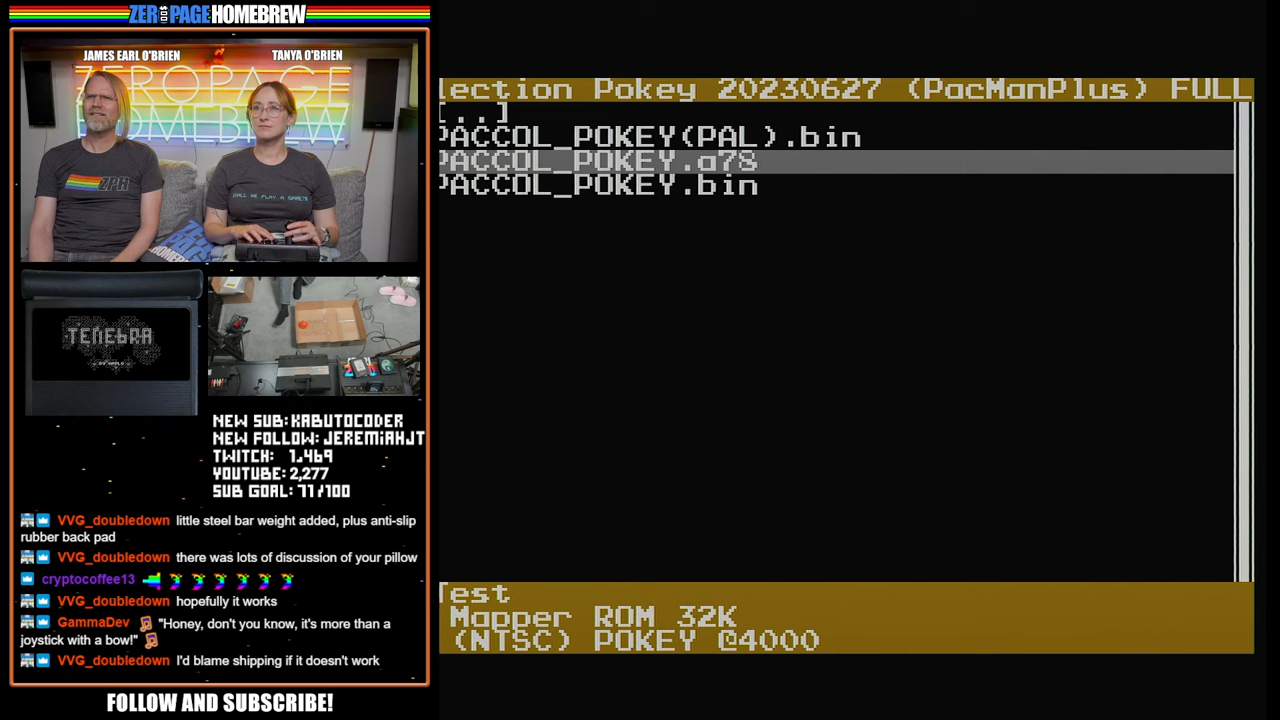 ZEROPAGE HOMEBREW
JAMES EARL O'BRIEN
TANYA O'BRIEN
ZEROPAGE
HOMEBREW
ZPH
SHALL WE PLAY A GAME?
TENEBRA
NEW SUB: KABUTOCODER
NEW FOLLOW: JEREMIAHJT
TWITCH: 1,469
YOUTUBE: 2,277
SUB GOAL: 71/100
VVG_doubledown little steel bar weight added, plus anti-slip
rubber back pad
VVG_doubledown there was lots of discussion of your pillow
cryptocoffee13
VVG_doubledown hopefully it works
GammaDev "Honey, don't you know, it's more than a
joystick with a bowl"
VVG_doubledown I'd blame shipping if it doesn't work
FOLLOW AND SUBSCRIBE!
lection Pokey 20230627 (PacManPlus) FULL
[..]
PACCOL_POKEY(PAL).bin
PACCOL_POKEY.a78
PACCOL_POKEY.bin
Test
Mapper ROM 32K
(NTSC) POKEY @4000